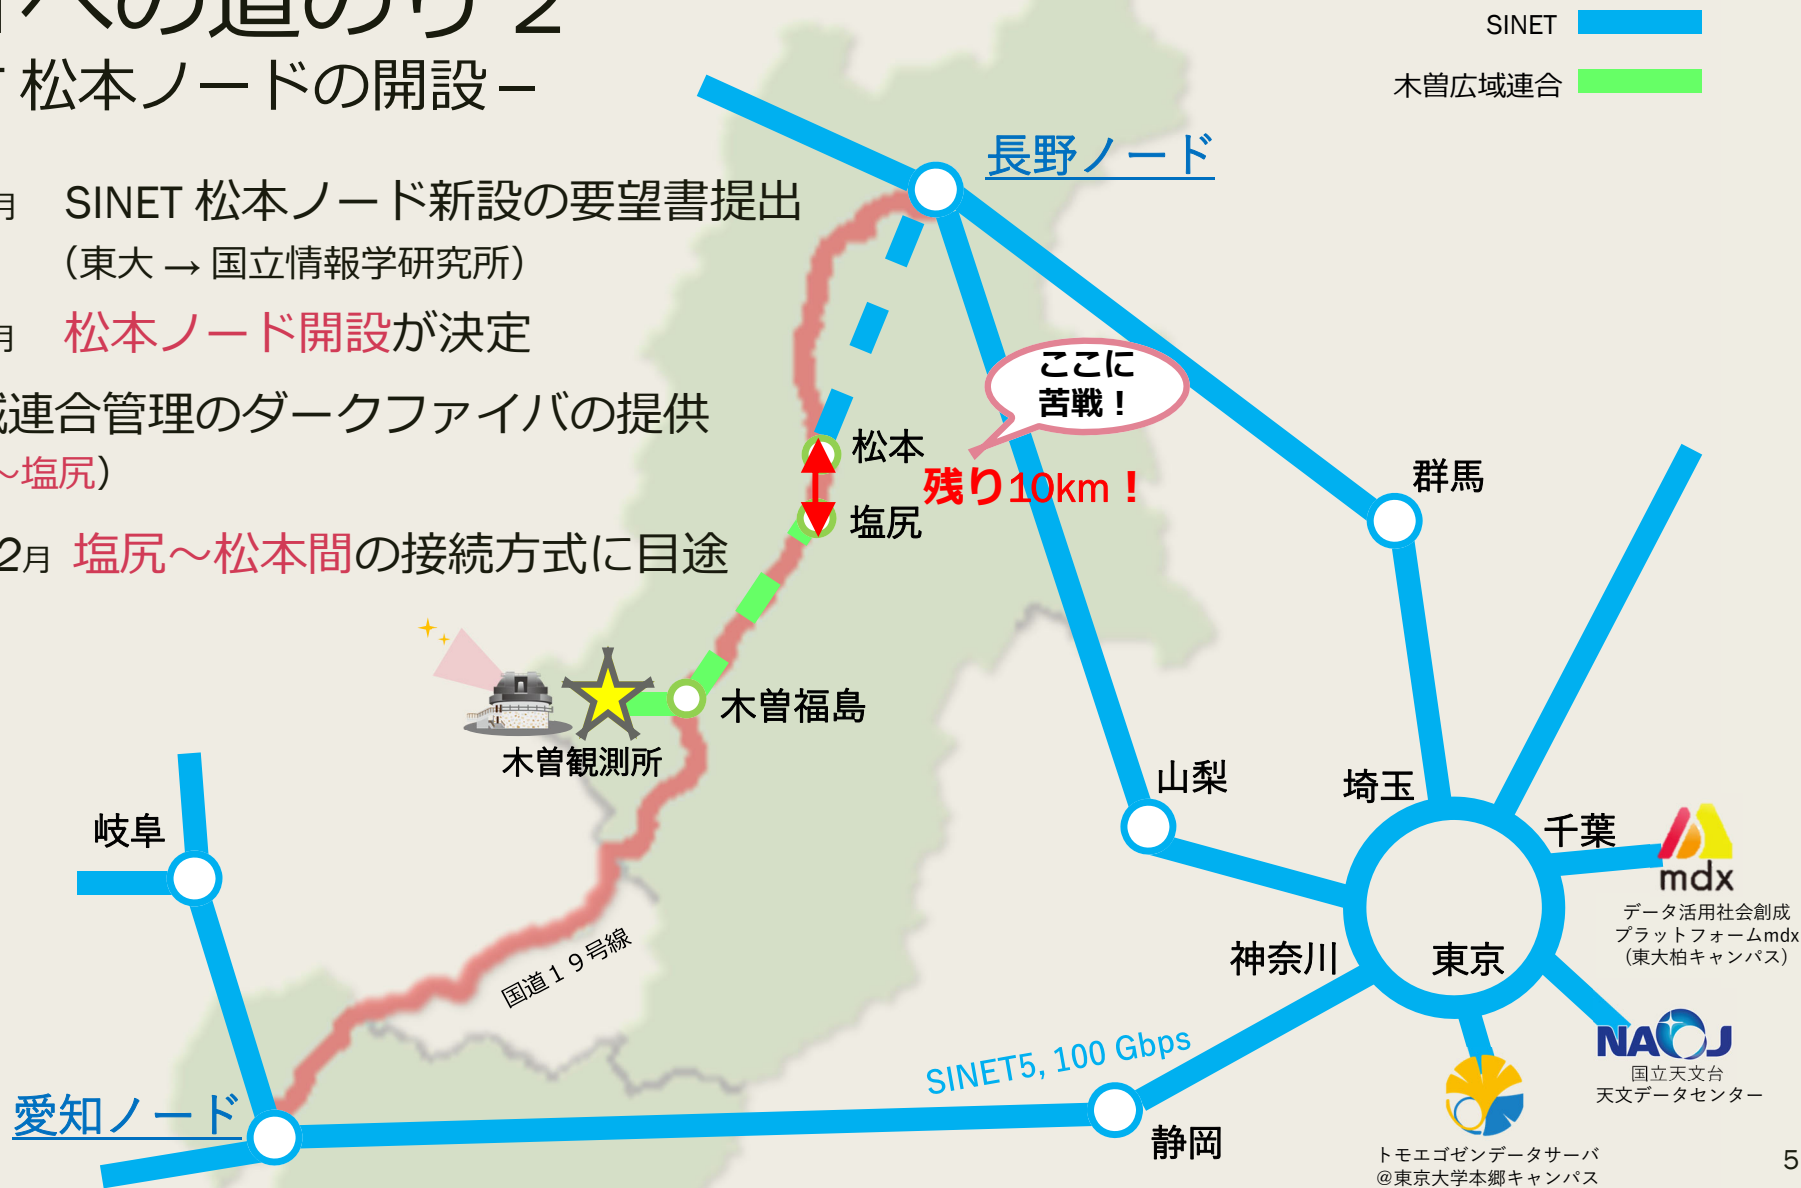 への道のり 2
松本ノードの開設 –
月 SINET 松本ノード新設の要望書提出
（東大 → 国立情報学研究所）
月 松本ノード開設が決定
連合管理のダークファイバの提供
～塩尻）
2月 塩尻～松本間の接続方式に目途
SINET
木曽広域連合
長野ノード
ここに
苦戦！
松本
残り10km！
塩尻
群馬
木曽福島
木曽観測所
山梨
埼玉
岐阜
千葉
mdx
データ活用社会創成
プラットフォームmdx
（東大柏キャンパス）
国道１９号線
神奈川
東京
SINET5, 100 Gbps
NAOJ
国立天文台
天文データセンター
愛知ノード
静岡
トモエゴゼンデータサーバ
@東京大学本郷キャンパス
5